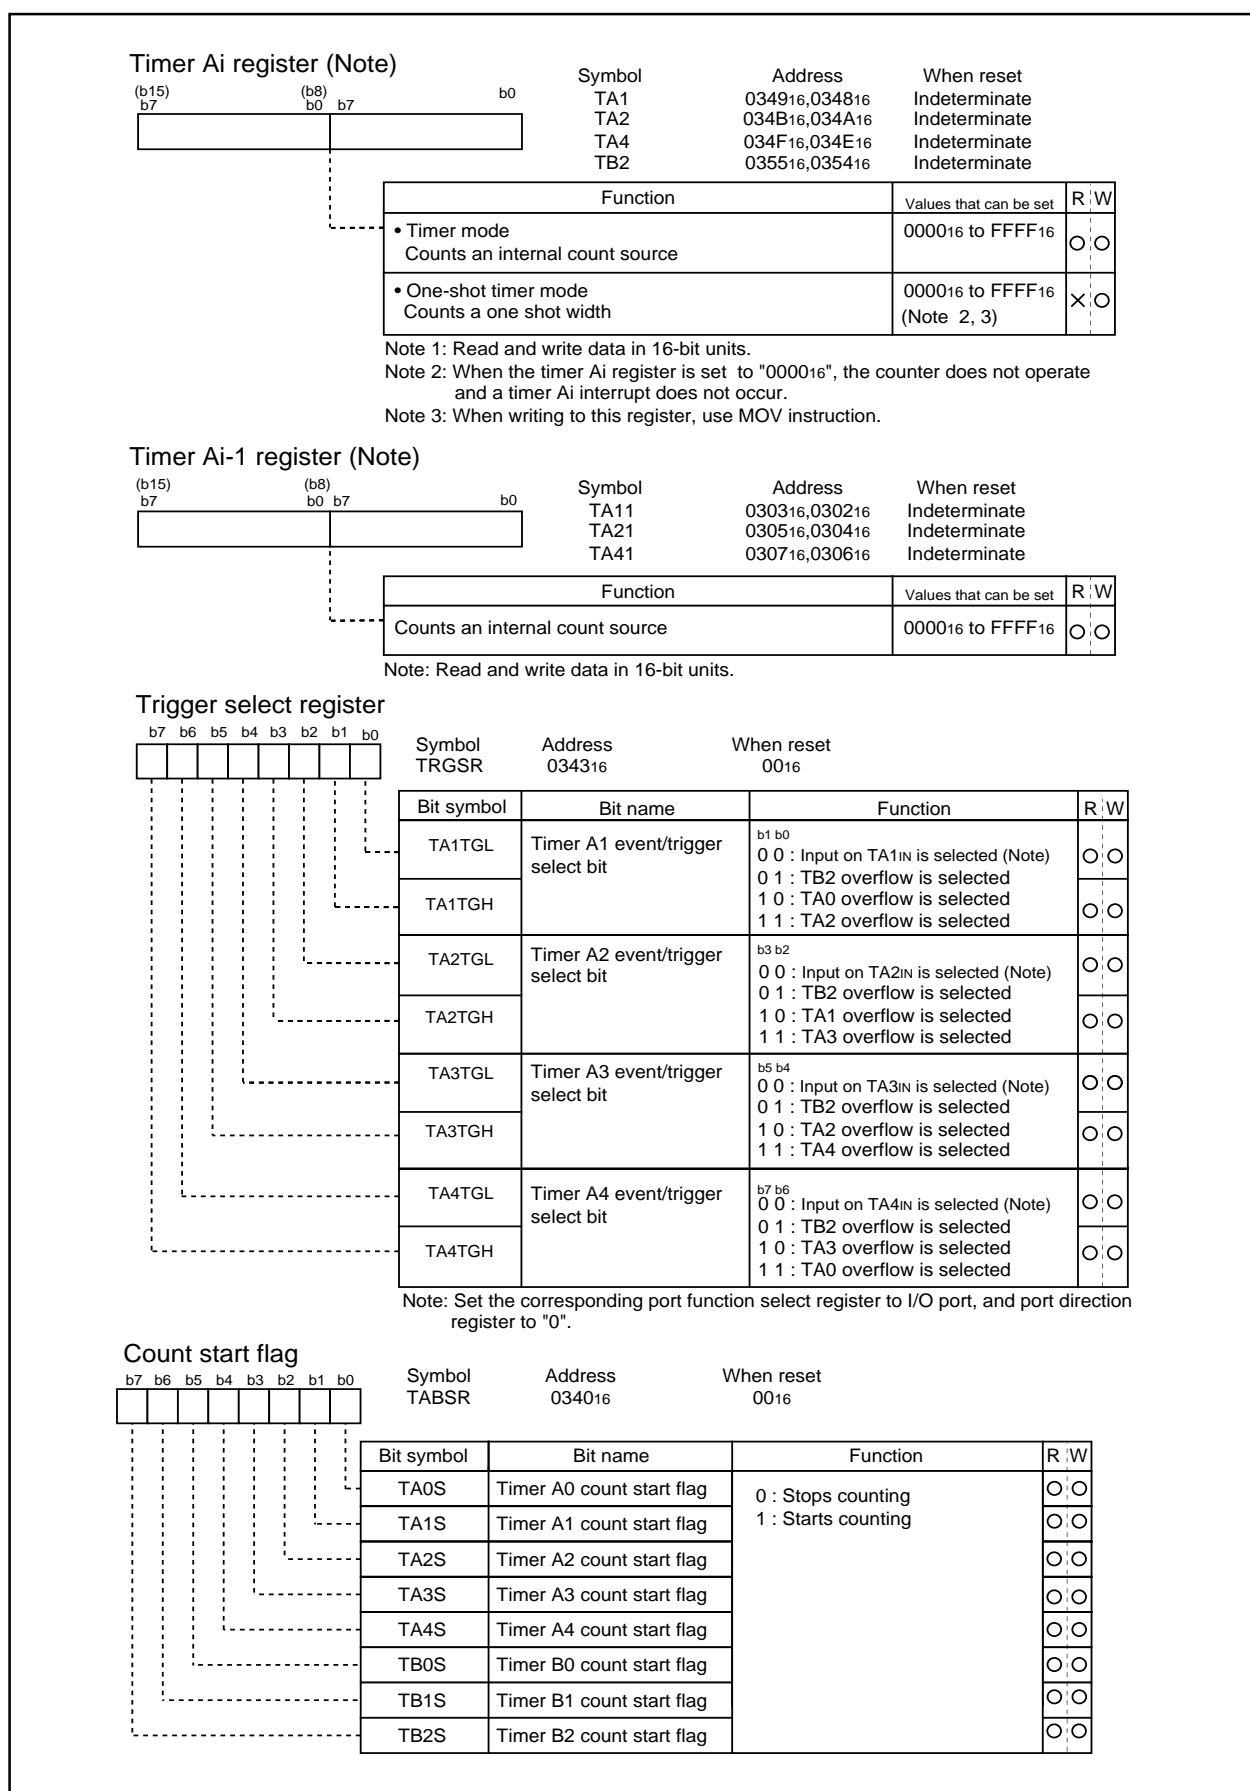 Timer Ai register (Note)
(b15) (b8)
b7 b0 b7 b0
Symbol Address When reset
TA1 034916,034816 Indeterminate
TA2 034B16,034A16 Indeterminate
TA4 034F16,034E16 Indeterminate
TB2 035516,035416 Indeterminate
Function Values that can be set R W
• Timer mode 000016 to FFFF16
Counts an internal count source
• One-shot timer mode 000016 to FFFF16
Counts a one shot width (Note 2, 3)
Note 1: Read and write data in 16-bit units.
Note 2: When the timer Ai register is set to "000016", the counter does not operate
and a timer Ai interrupt does not occur.
Note 3: When writing to this register, use MOV instruction.
Timer Ai-1 register (Note)
(b15) (b8)
b7 b0 b7 b0
Symbol Address When reset
TA11 030316,030216 Indeterminate
TA21 030516,030416 Indeterminate
TA41 030716,030616 Indeterminate
Function Values that can be set R W
Counts an internal count source 000016 to FFFF16
Note: Read and write data in 16-bit units.
Trigger select register
b7 b6 b5 b4 b3 b2 b1 b0
Symbol Address When reset
TRGSR 034316 0016
Bit symbol Bit name Function R W
TA1TGL Timer A1 event/trigger
select bit
b1 b0
0 0 : Input on TA1IN is selected (Note)
0 1 : TB2 overflow is selected
TA1TGH 1 0 : TA0 overflow is selected
1 1 : TA2 overflow is selected
TA2TGL Timer A2 event/trigger
select bit
b3 b2
0 0 : Input on TA2IN is selected (Note)
0 1 : TB2 overflow is selected
TA2TGH 1 0 : TA1 overflow is selected
1 1 : TA3 overflow is selected
TA3TGL Timer A3 event/trigger
select bit
b5 b4
0 0 : Input on TA3IN is selected (Note)
0 1 : TB2 overflow is selected
TA3TGH 1 0 : TA2 overflow is selected
1 1 : TA4 overflow is selected
TA4TGL Timer A4 event/trigger
select bit
b7 b6
0 0 : Input on TA4IN is selected (Note)
0 1 : TB2 overflow is selected
TA4TGH 1 0 : TA3 overflow is selected
1 1 : TA0 overflow is selected
Note: Set the corresponding port function select register to I/O port, and port direction
register to "0".
Count start flag
b7 b6 b5 b4 b3 b2 b1 b0
Symbol Address When reset
TABSR 034016 0016
Bit symbol Bit name Function R W
TA0S Timer A0 count start flag 0 : Stops counting
TA1S Timer A1 count start flag 1 : Starts counting
TA2S Timer A2 count start flag
TA3S Timer A3 count start flag
TA4S Timer A4 count start flag
TB0S Timer B0 count start flag
TB1S Timer B1 count start flag
TB2S Timer B2 count start flag